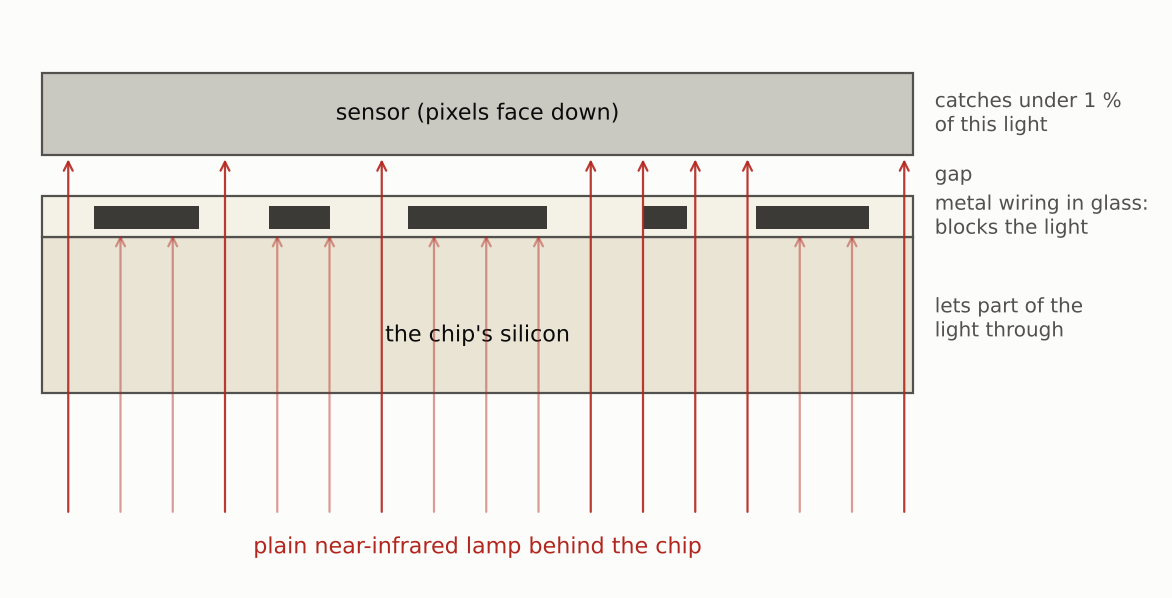 sensor (pixels face down)
catches under 1 %
of this light
gap
metal wiring in glass:
blocks the light
the chip's silicon
lets part of the
light through
plain near-infrared lamp behind the chip